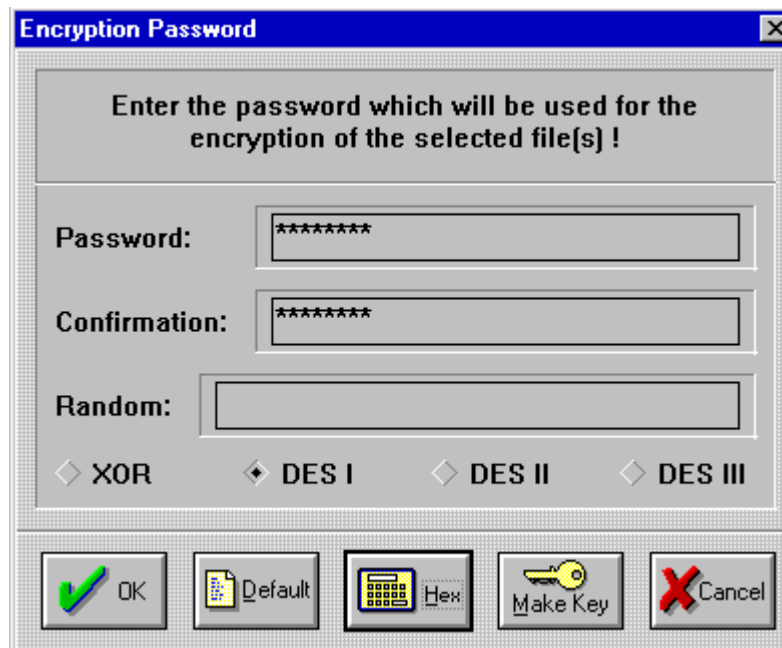 Encryption Password
Enter the password which will be used for the
encryption of the selected file(s) !
Password: ********
Confirmation: ********
Random:
XOR DES I DES II DES III
OK Default Hex Make Key Cancel